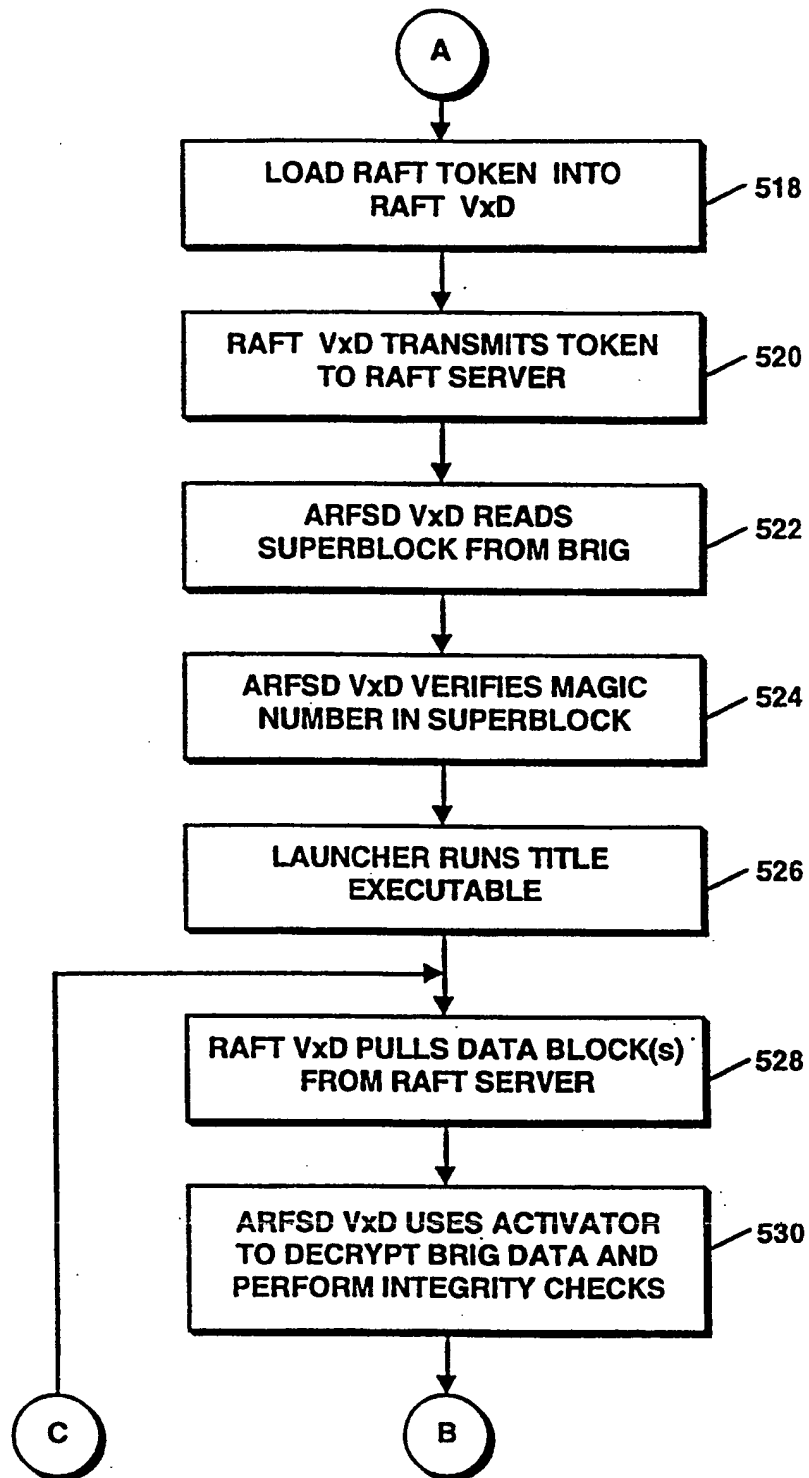 A
LOAD RAFT TOKEN INTO
RAFT VxD
518
RAFT VxD TRANSMITS TOKEN
TO RAFT SERVER
520
ARFSD VxD READS
SUPERBLOCK FROM BRIG
522
ARFSD VxD VERIFIES MAGIC
NUMBER IN SUPERBLOCK
524
LAUNCHER RUNS TITLE
EXECUTABLE
526
RAFT VxD PULLS DATA BLOCK(s)
FROM RAFT SERVER
528
ARFSD VxD USES ACTIVATOR
TO DECRYPT BRIG DATA AND
PERFORM INTEGRITY CHECKS
530
C
B